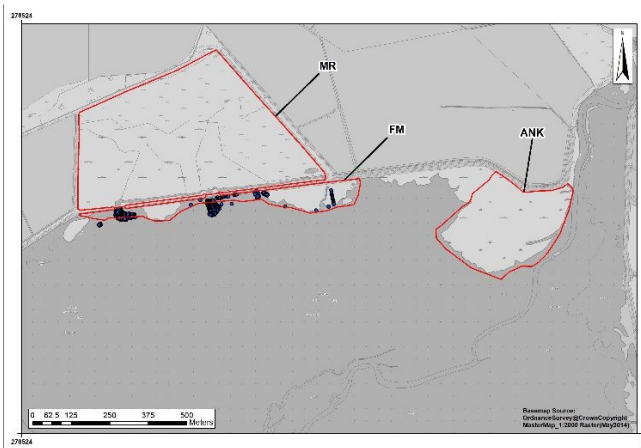 278524
N
MR
FM
ANK
0 62.5 125 250 375 500
Meters
Basemap Source:
OrdnanceSurvey@CrownCopyright
MasterMap_1:2000 Raster(May2014)
278524